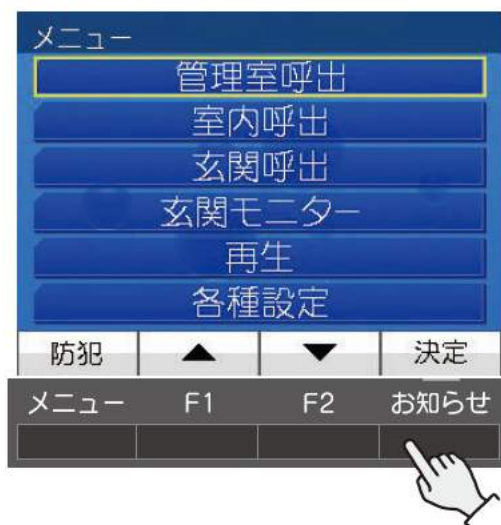 メニュー
管理室呼出
室内呼出
玄関呼出
玄関モニター
再生
各種設定
防犯 ▲ ▼ 決定
メニュー F1 F2 お知らせ